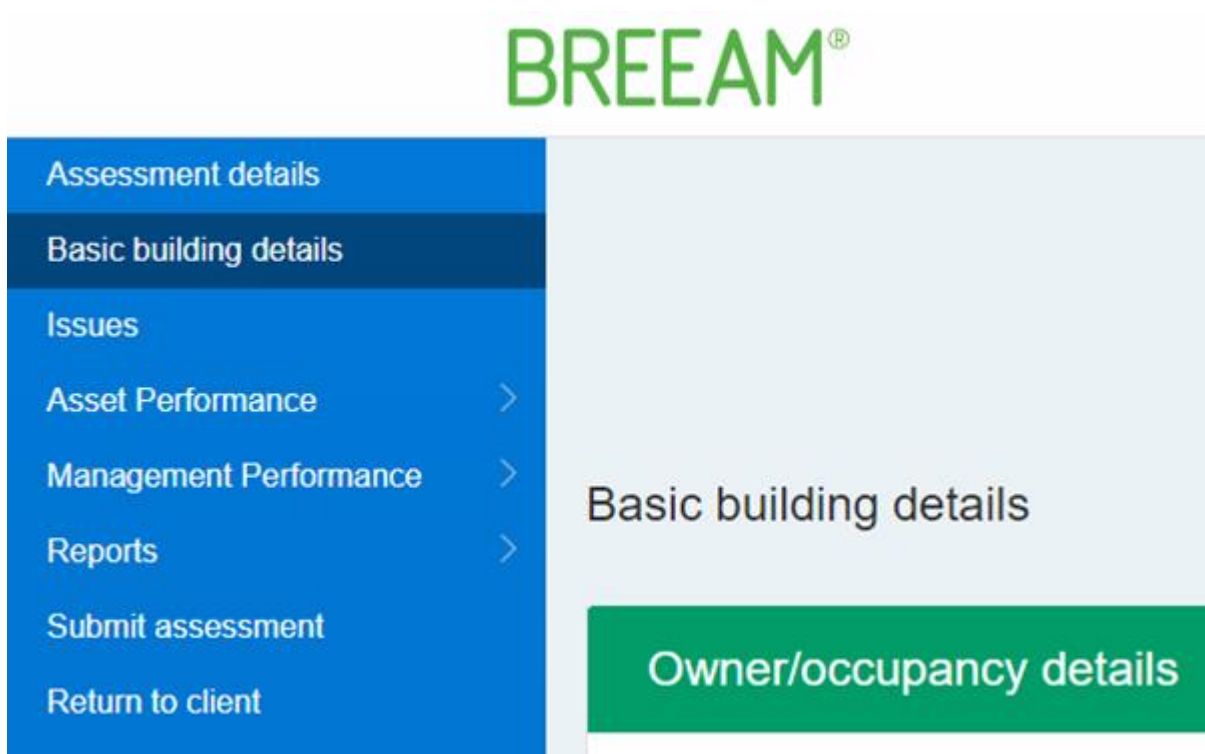 BREEAM®
Assessment details
Basic building details
Issues
Asset Performance
Management Performance
Reports
Submit assessment
Return to client
Basic building details
Owner/occupancy details